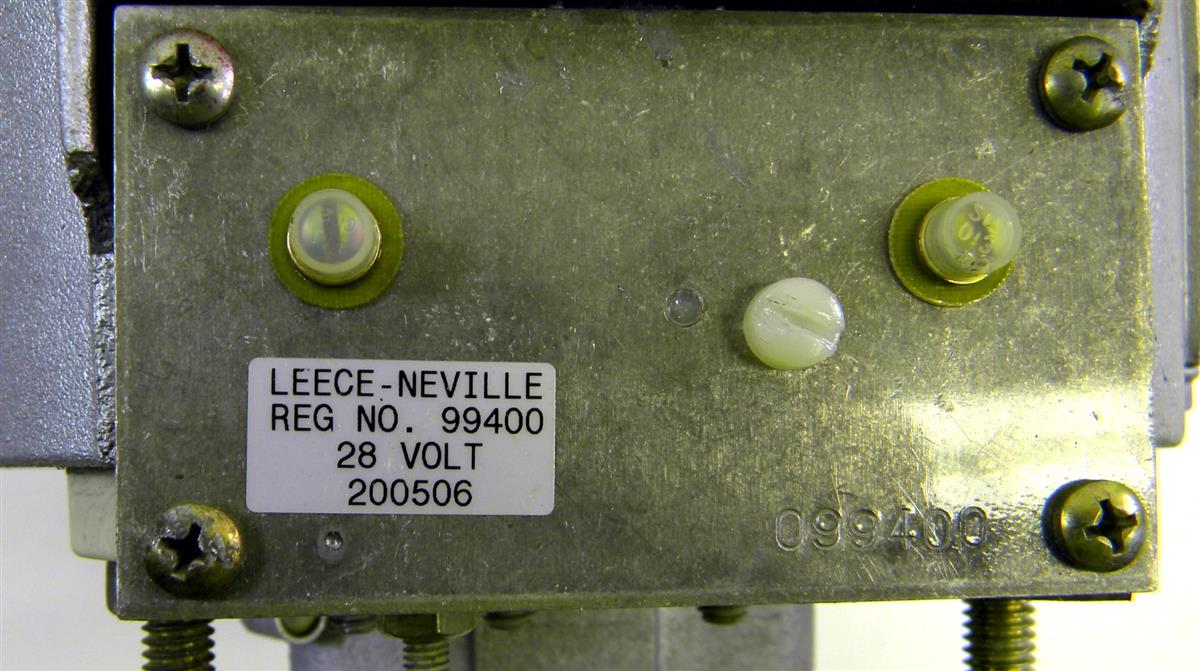 LEECE-NEVILLE
REG NO. 99400
28 VOLT
200506
099400